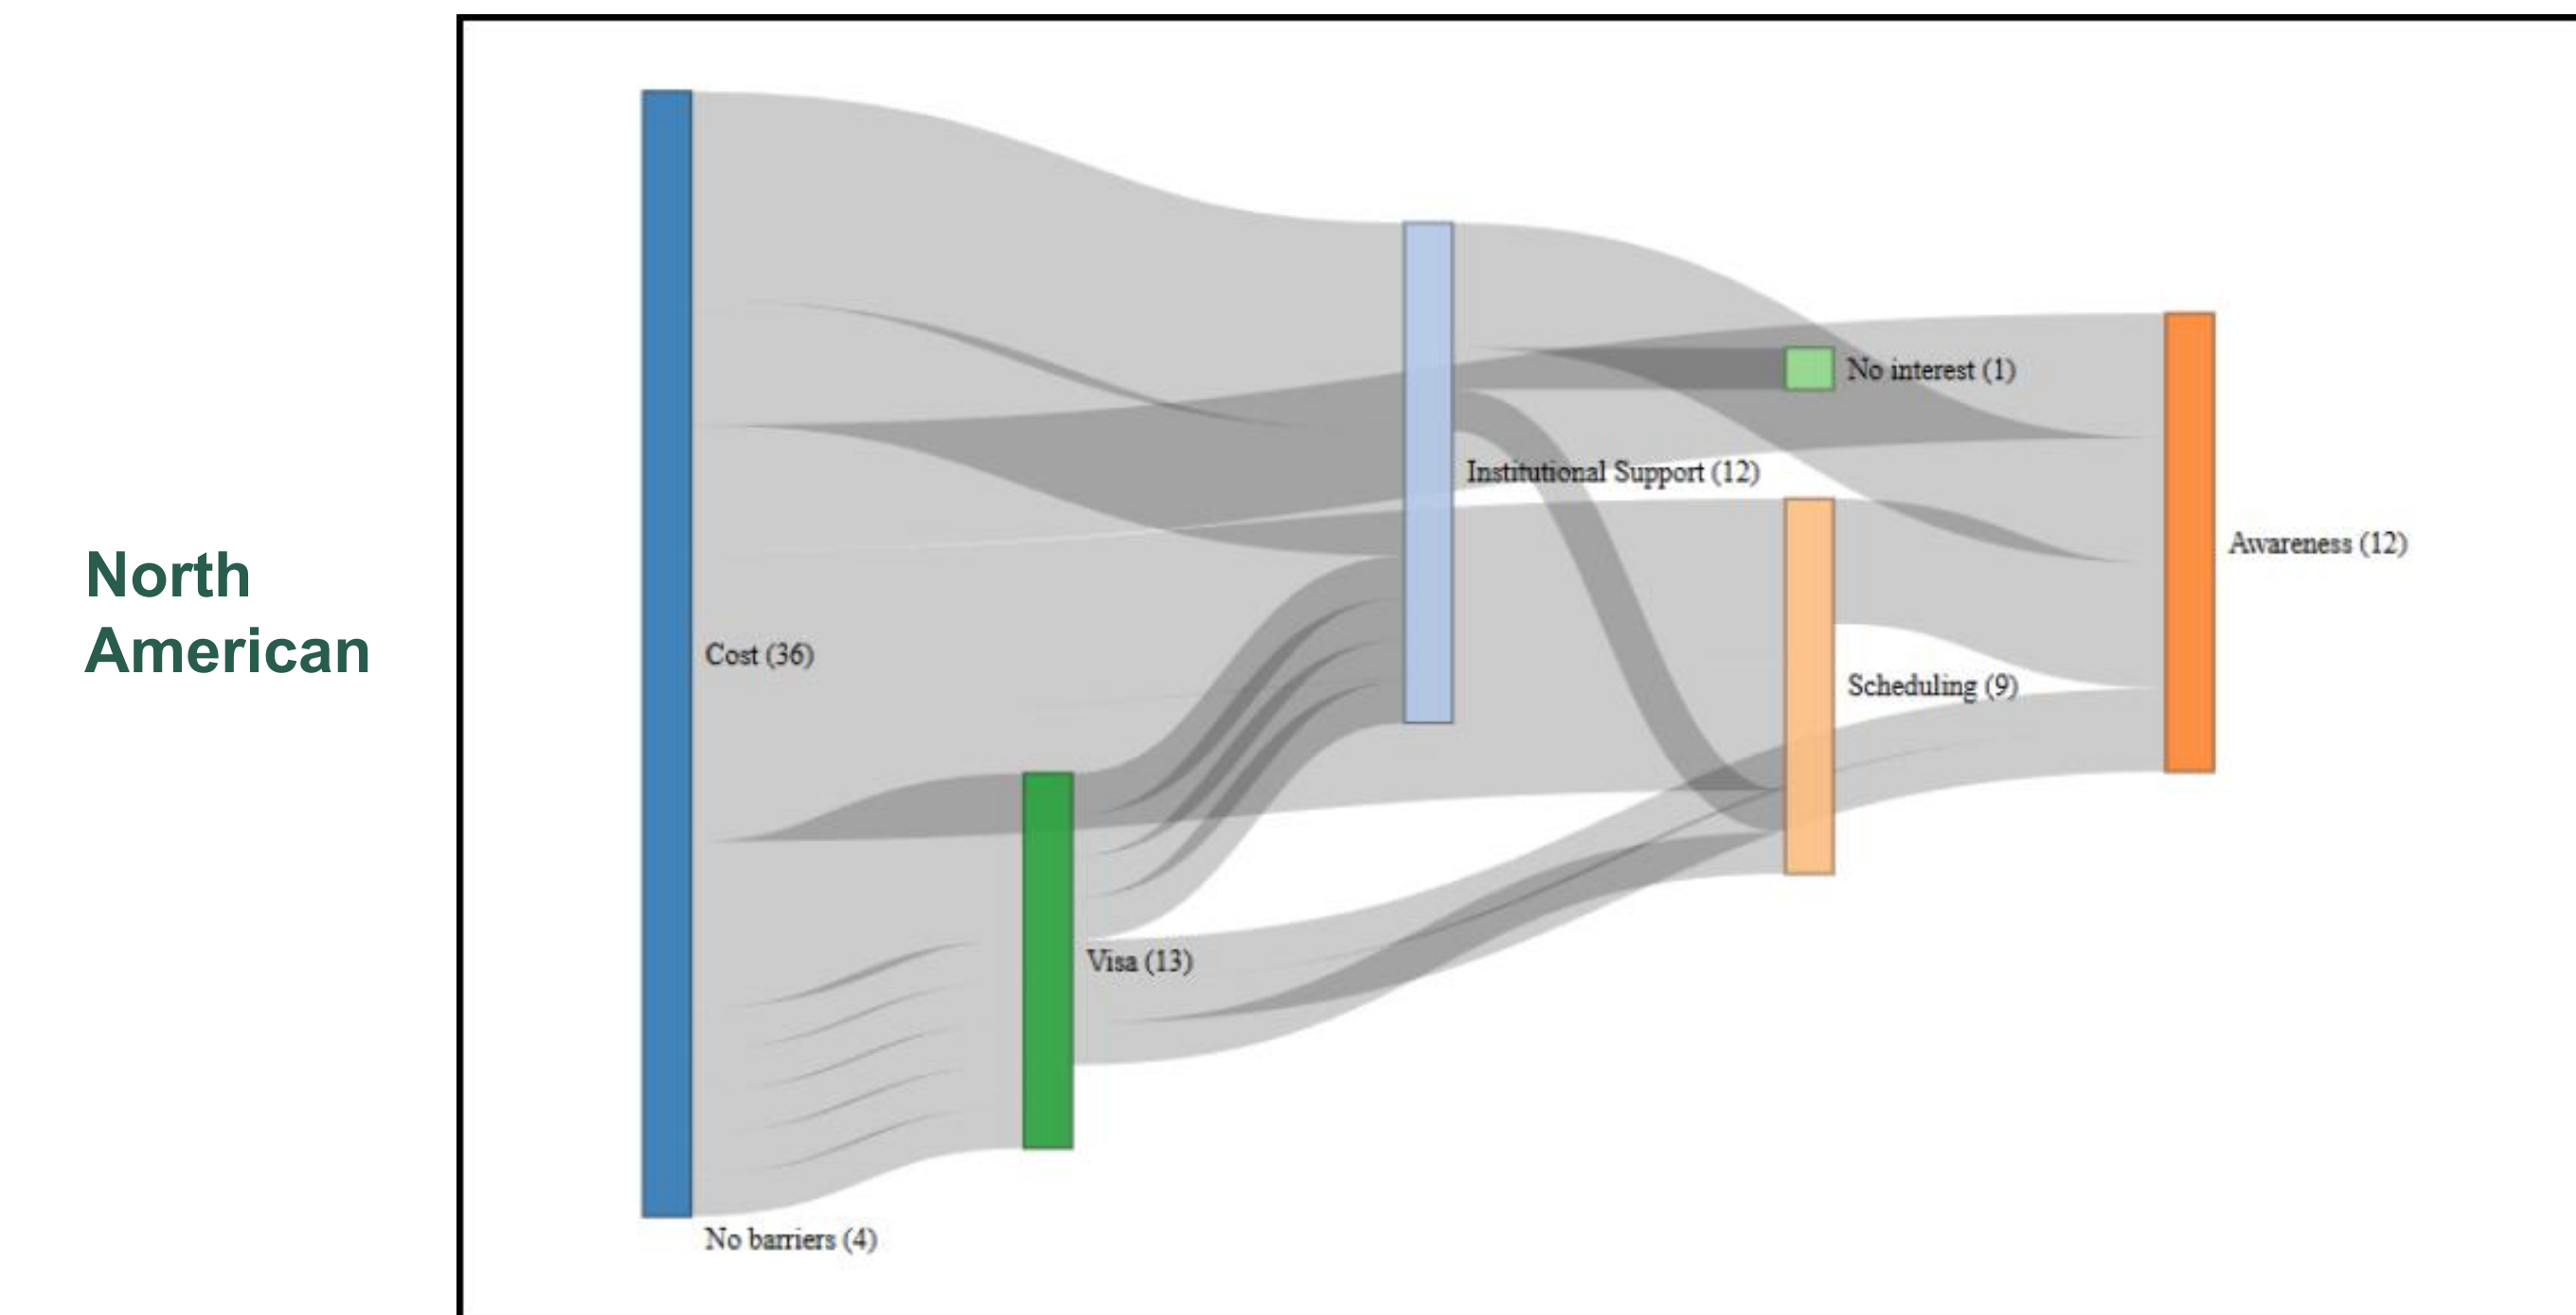 North
American
Cost (36)
No barriers (4)
Visa (13)
Institutional Support (12)
No interest (1)
Scheduling (9)
Awareness (12)